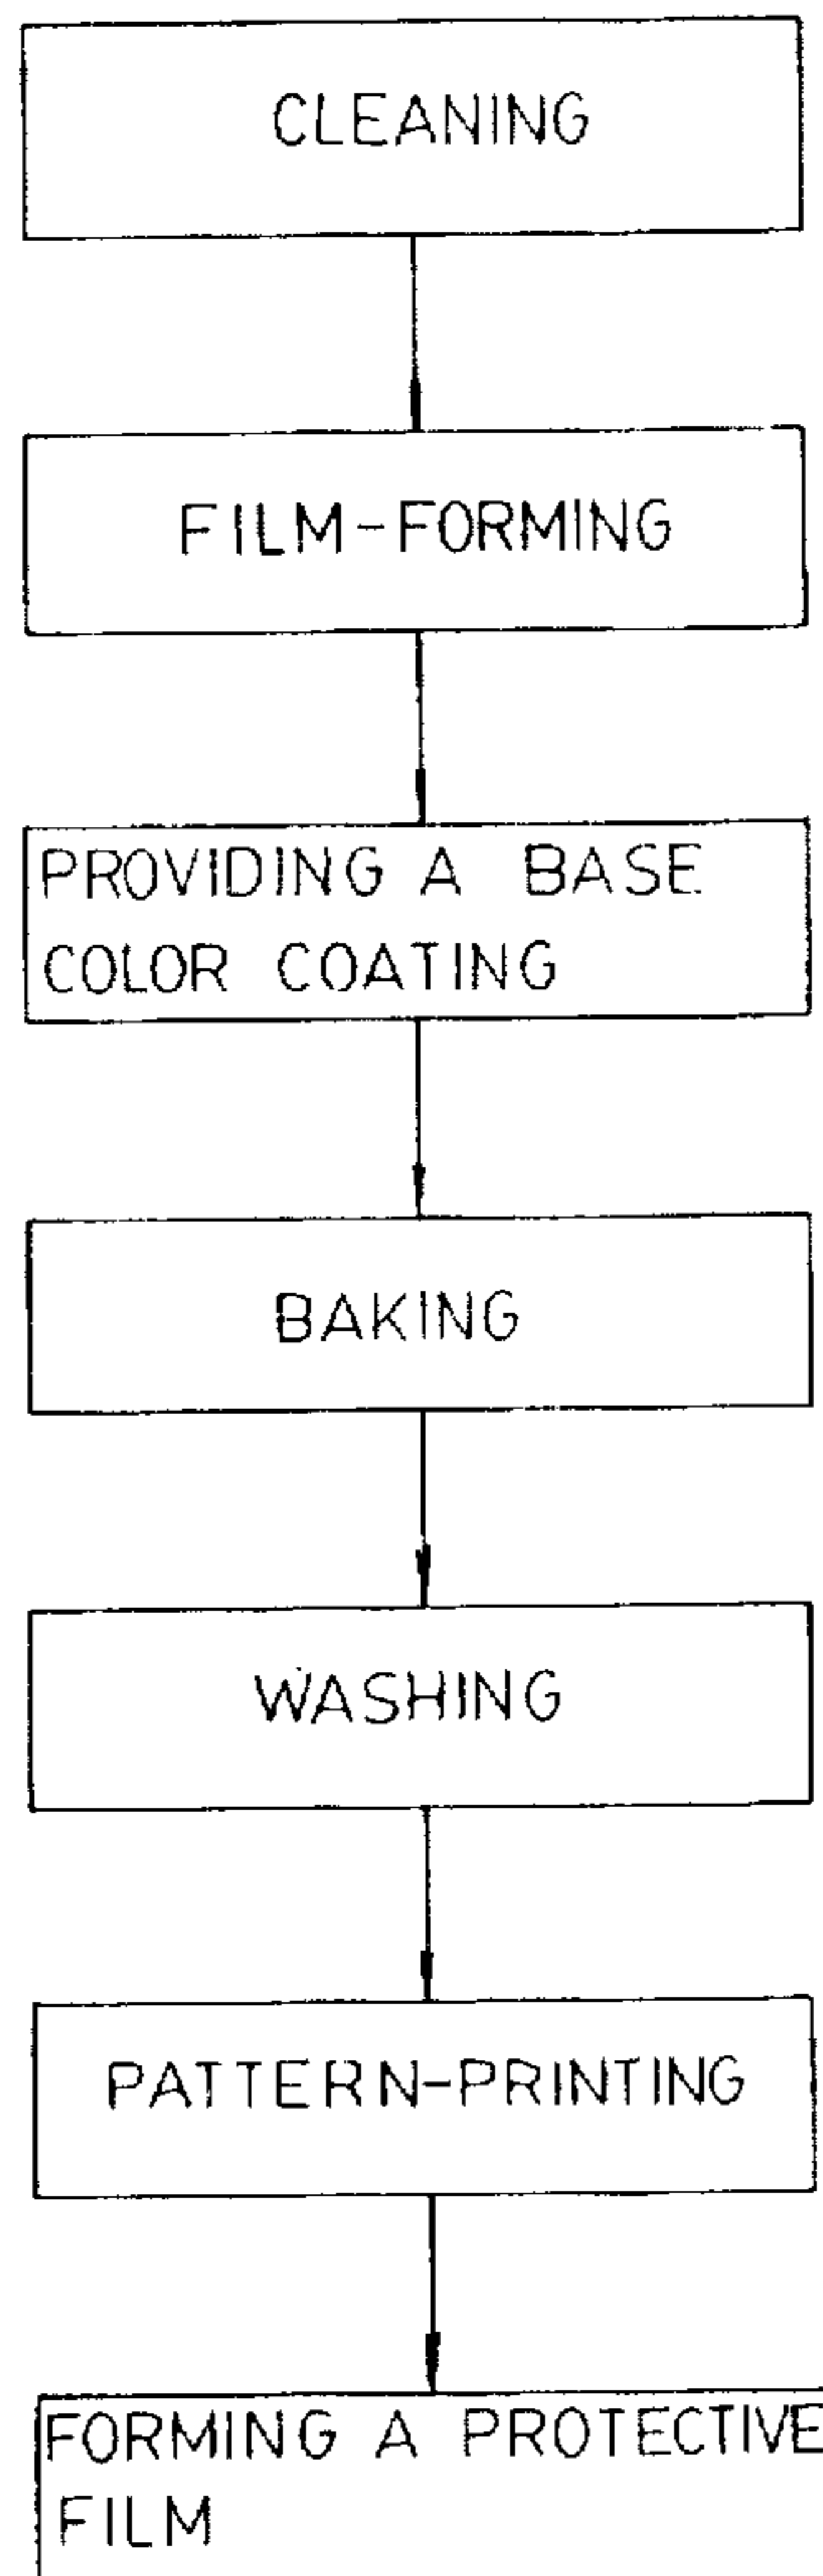 CLEANING
FILM-FORMING
PROVIDING A BASE
COLOR COATING
BAKING
WASHING
PATTERN-PRINTING
FORMING A PROTECTIVE
FILM